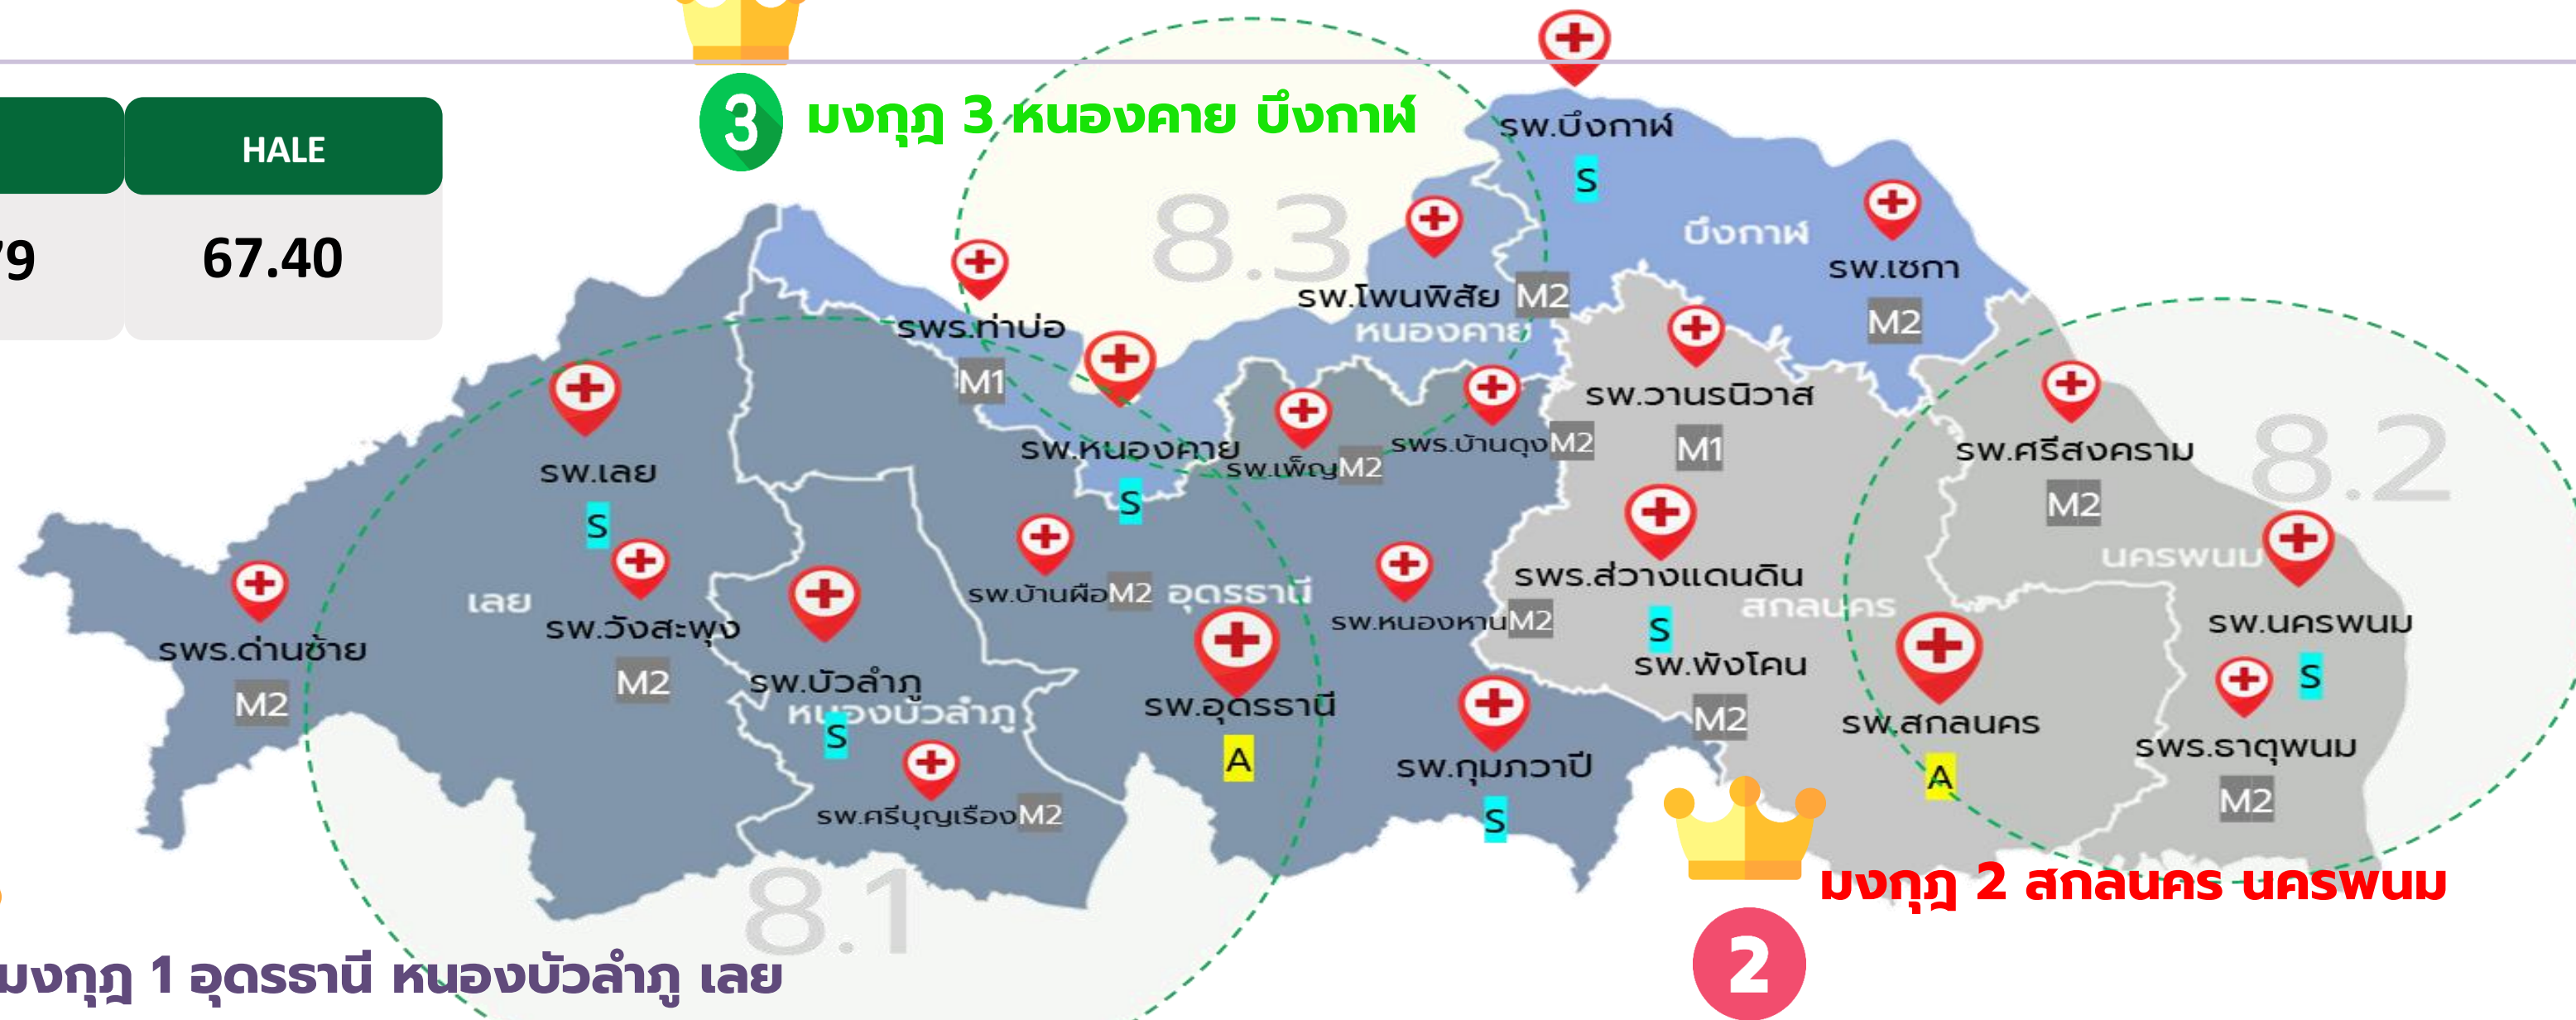 3
มงกุฎ 3 หนองคาย บึงกาฬ
HALE
79
67.40
8.3
รพ.บึงกาฬ
S
บึงกาฬ
รพ.เซกา
M2
รพ.โพนพิสัย M2
หนองคาย
รพร.ท่าบ่อ
M1
รพ.หนองคาย
S
รพ.เพ็ญM2
รพร.บ้านดุงM2
รพ.วานรนิวาส
M1
รพ.ศรีสงคราม
M2
8.2
รพ.เลย
S
เลย
รพ.วังสะพุง
M2
รพร.ด่านซ้าย
M2
รพ.บ้านผือM2
อุดรธานี
รพ.หนองหานM2
รพร.สว่างแดนดิน
S
สกลนคร
รพ.พังโคน
M2
นครพนม
รพ.นครพนม
S
รพ.บัวลำภู
หนองบัวลำภู
S
รพ.ศรีบุญเรืองM2
รพ.อุดรธานี
A
รพ.กุมภวาปี
S
รพ.สกลนคร
A
รพร.ธาตุพนม
M2
8.1
มงกุฎ 2 สกลนคร นครพนม
2
มงกุฎ 1 อุดรธานี หนองบัวลำภู เลย